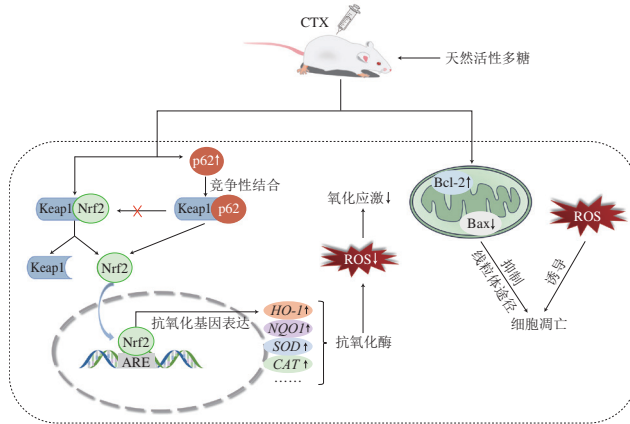 CTX
天然活性多糖
p62↑
竞争性结合
Keap1 Nrf2
Keap1 p62
Keap1
Nrf2
抗氧化基因表达
Nrf2
ARE
HO-1↑
NQO1↑
SOD↑
CAT↑
……
抗氧化酶
ROS↓
氧化应激↓
Bcl-2↑
Bax↓
ROS
抑制
线粒体途径
诱导
细胞凋亡